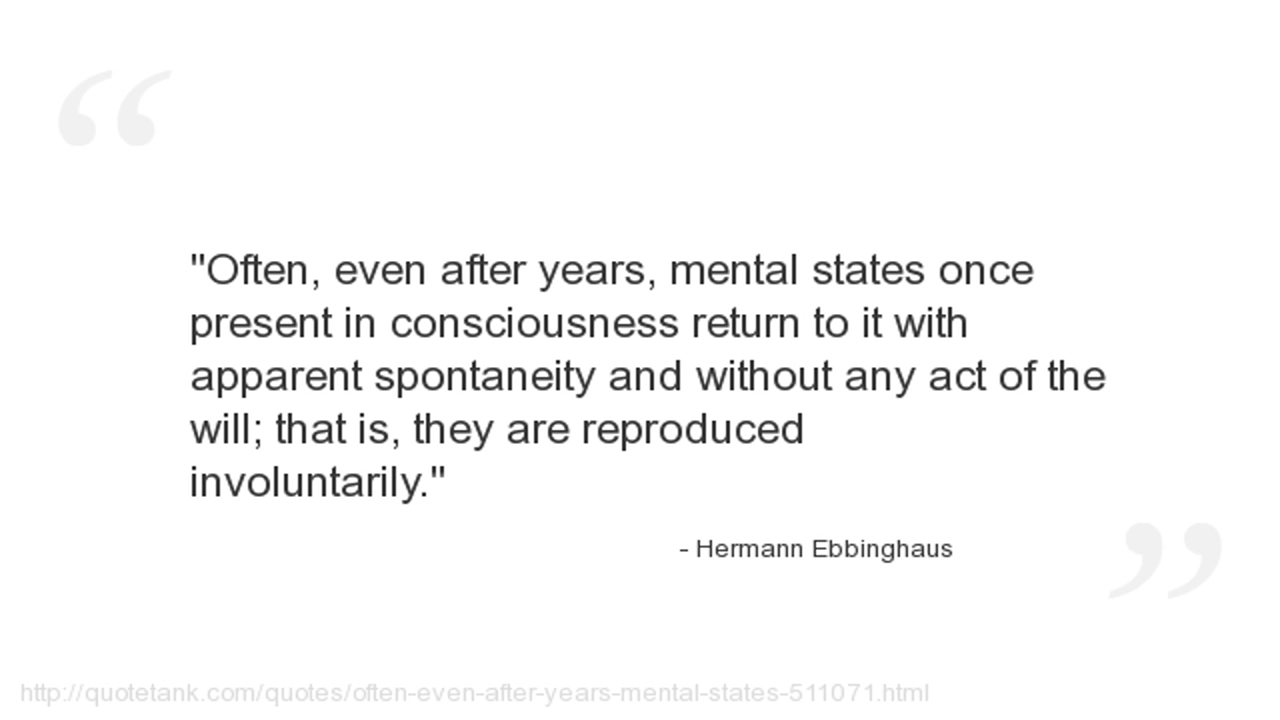 "Often, even after years, mental states once
present in consciousness return to it with
apparent spontaneity and without any act of the
will; that is, they are reproduced
involuntarily."
- Hermann Ebbinghaus
http://quotetank.com/quotes/often-even-after-years-mental-states-511071.html